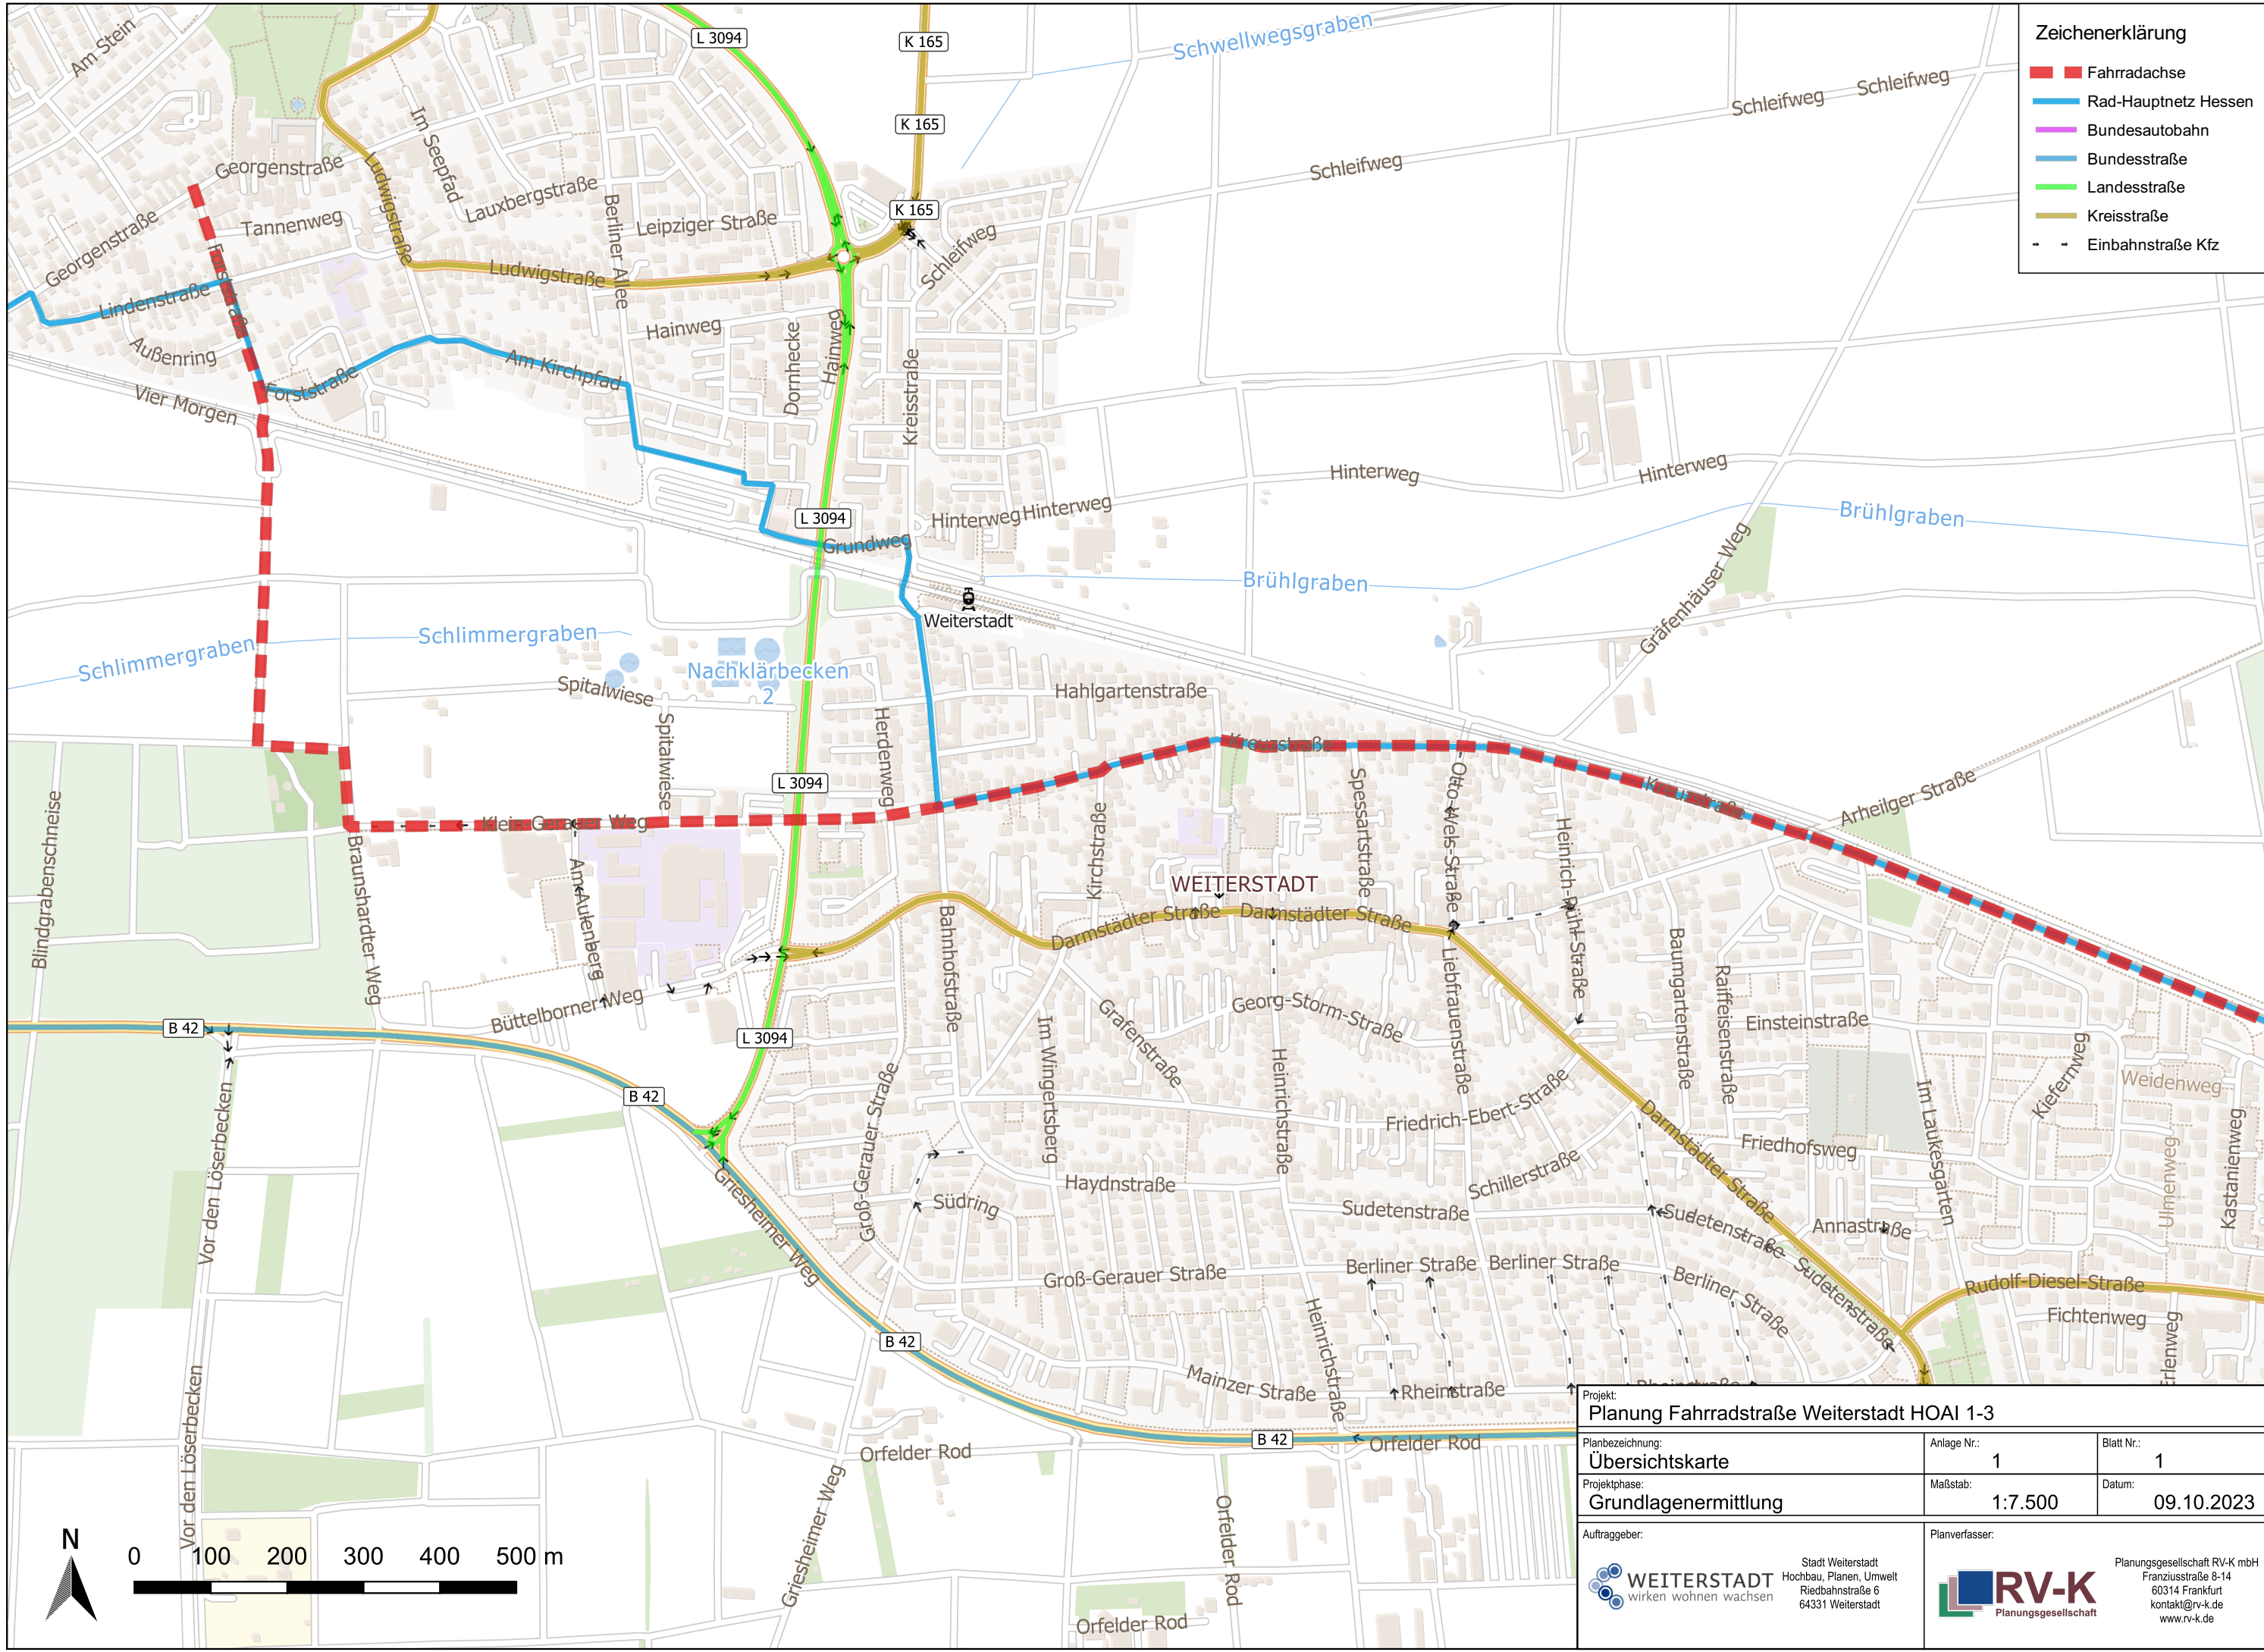 Am Stein
L 3094
K 165
Schwellwegsgraben
Zeichenerklärung
Fahrradachse
Rad-Hauptnetz Hessen
Bundesautobahn
Bundesstraße
Landesstraße
Kreisstraße
Einbahnstraße Kfz
Schleifweg
Schleifweg
K 165
Im Seepfad
Georgenstraße
Ludwigstraße
Schleifweg
Lauxbergstraße
Berliner Allee
Leipziger Straße
K 165
Georgenstraße
Tannenweg
Forststraße
Schleifweg
Ludwigstraße
Lindenstraße
Hainweg
Dornhecke
Hainweg
Kreisstraße
Außenring
Am Kirchpfad
Forststraße
Vier Morgen
Hinterweg
Hinterweg
Hinterweg
Hinterweg
L 3094
Grundweg
Brühlgraben
Brühlgraben
Gräfenhäuser Weg
Weiterstadt
Schlimmergraben
Schlimmergraben
Nachklärbecken
2
Spitalwiese
Spitalwiese
Hahlgartenstraße
Herdenweg
Kreuzstraße
Kreuzstraße
Arheilger Straße
L 3094
Klein-Gerauer Weg
Blindgrabenschneise
Braunshardter Weg
Am Aulenberg
Kirchstraße
Spessartstraße
Otto-Wels-Straße
Heinrich-Rühl-Straße
WEITERSTADT
Darmstädter Straße
Darmstädter Straße
Bahnhofstraße
Liebfrauenstraße
Baumgartenstraße
Raiffeisenstraße
Einsteinstraße
Büttelborner Weg
Georg-Storm-Straße
Grafenstraße
Im Wingertsberg
Heinrichstraße
B 42
L 3094
B 42
Kiefernweg
Weidenweg
Im Laukesgarten
Ulmenweg
Kastanienweg
Vor den Löserbecken
Groß-Gerauer Straße
Friedrich-Ebert-Straße
Darmstädter Straße
Friedhofsweg
Schillerstraße
Haydnstraße
Südring
Griesheimer Weg
Sudetenstraße
Sudetenstraße
Annastraße
Sudetenstraße
Groß-Gerauer Straße
Berliner Straße
Berliner Straße
Berliner Straße
Rudolf-Diesel-Straße
Fichtenweg
Erlenweg
Heinrichstraße
B 42
Mainzer Straße
Rheinstraße
Rheinstraße
Vor den Löserbecken
B 42
Orfelder Rod
Orfelder Rod
Griesheimer Weg
Orfelder Rod
Orfelder Rod
N
0 100 200 300 400 500 m
Projekt:
Planung Fahrradstraße Weiterstadt HOAI 1-3
Planbezeichnung:
Übersichtskarte
Anlage Nr.:
1
Blatt Nr.:
1
Projektphase:
Grundlagenermittlung
Maßstab:
1:7.500
Datum:
09.10.2023
Auftraggeber:
WEITERSTADT
wirken wohnen wachsen
Stadt Weiterstadt
Hochbau, Planen, Umwelt
Riedbahnstraße 6
64331 Weiterstadt
Planverfasser:
RV-K
Planungsgesellschaft
Planungsgesellschaft RV-K mbH
Franziusstraße 8-14
60314 Frankfurt
kontakt@rv-k.de
www.rv-k.de